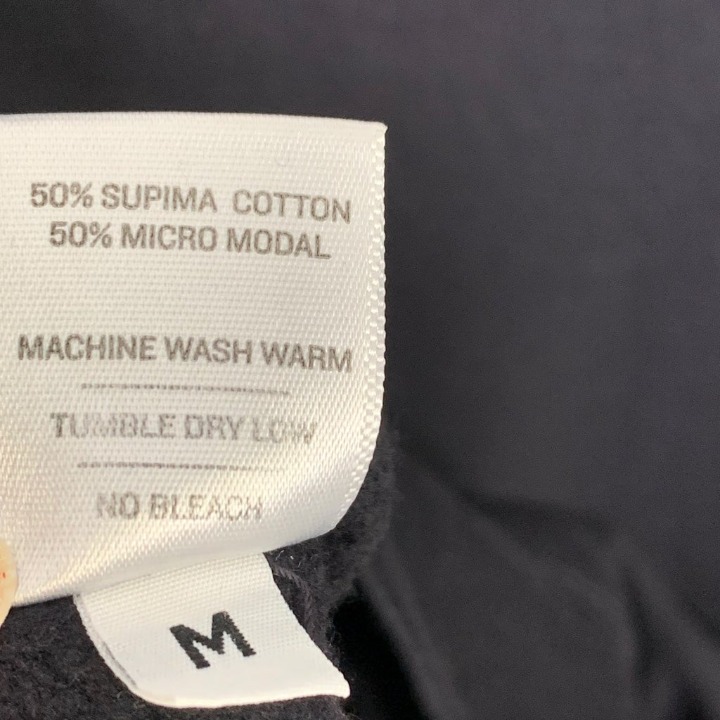 50% SUPIMA COTTON
50% MICRO MODAL
MACHINE WASH WARM
TUMBLE DRY LOW
NO BLEACH
M